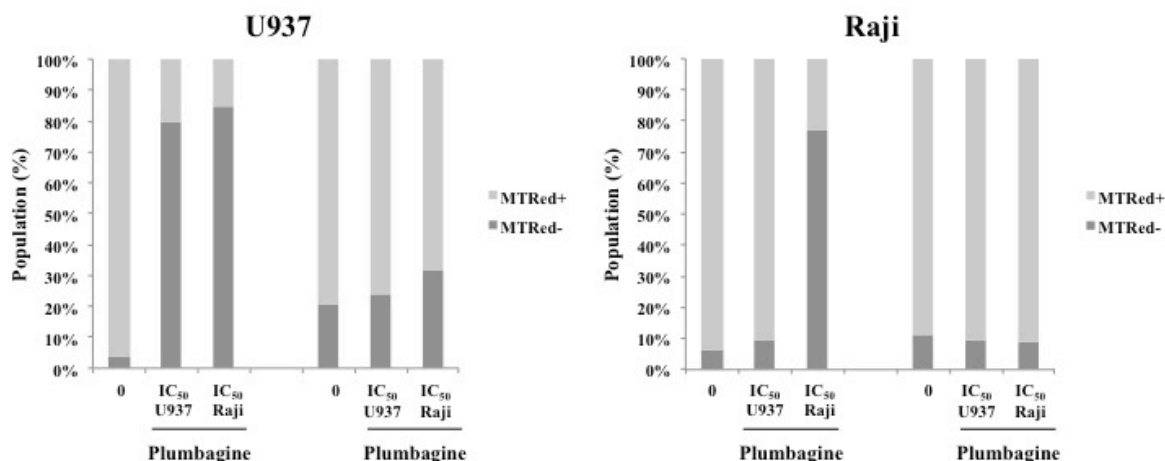 U937
100%
90%
80%
70%
60%
50%
40%
30%
20%
10%
0%
Population (%)
0
IC₅₀ U937
IC₅₀ Raji
Plumbagine
0
IC₅₀ U937
IC₅₀ Raji
Plumbagine
MTRed+
MTRed-
Raji
100%
90%
80%
70%
60%
50%
40%
30%
20%
10%
0%
Population (%)
0
IC₅₀ U937
IC₅₀ Raji
Plumbagine
0
IC₅₀ U937
IC₅₀ Raji
Plumbagine
MTRed+
MTRed-